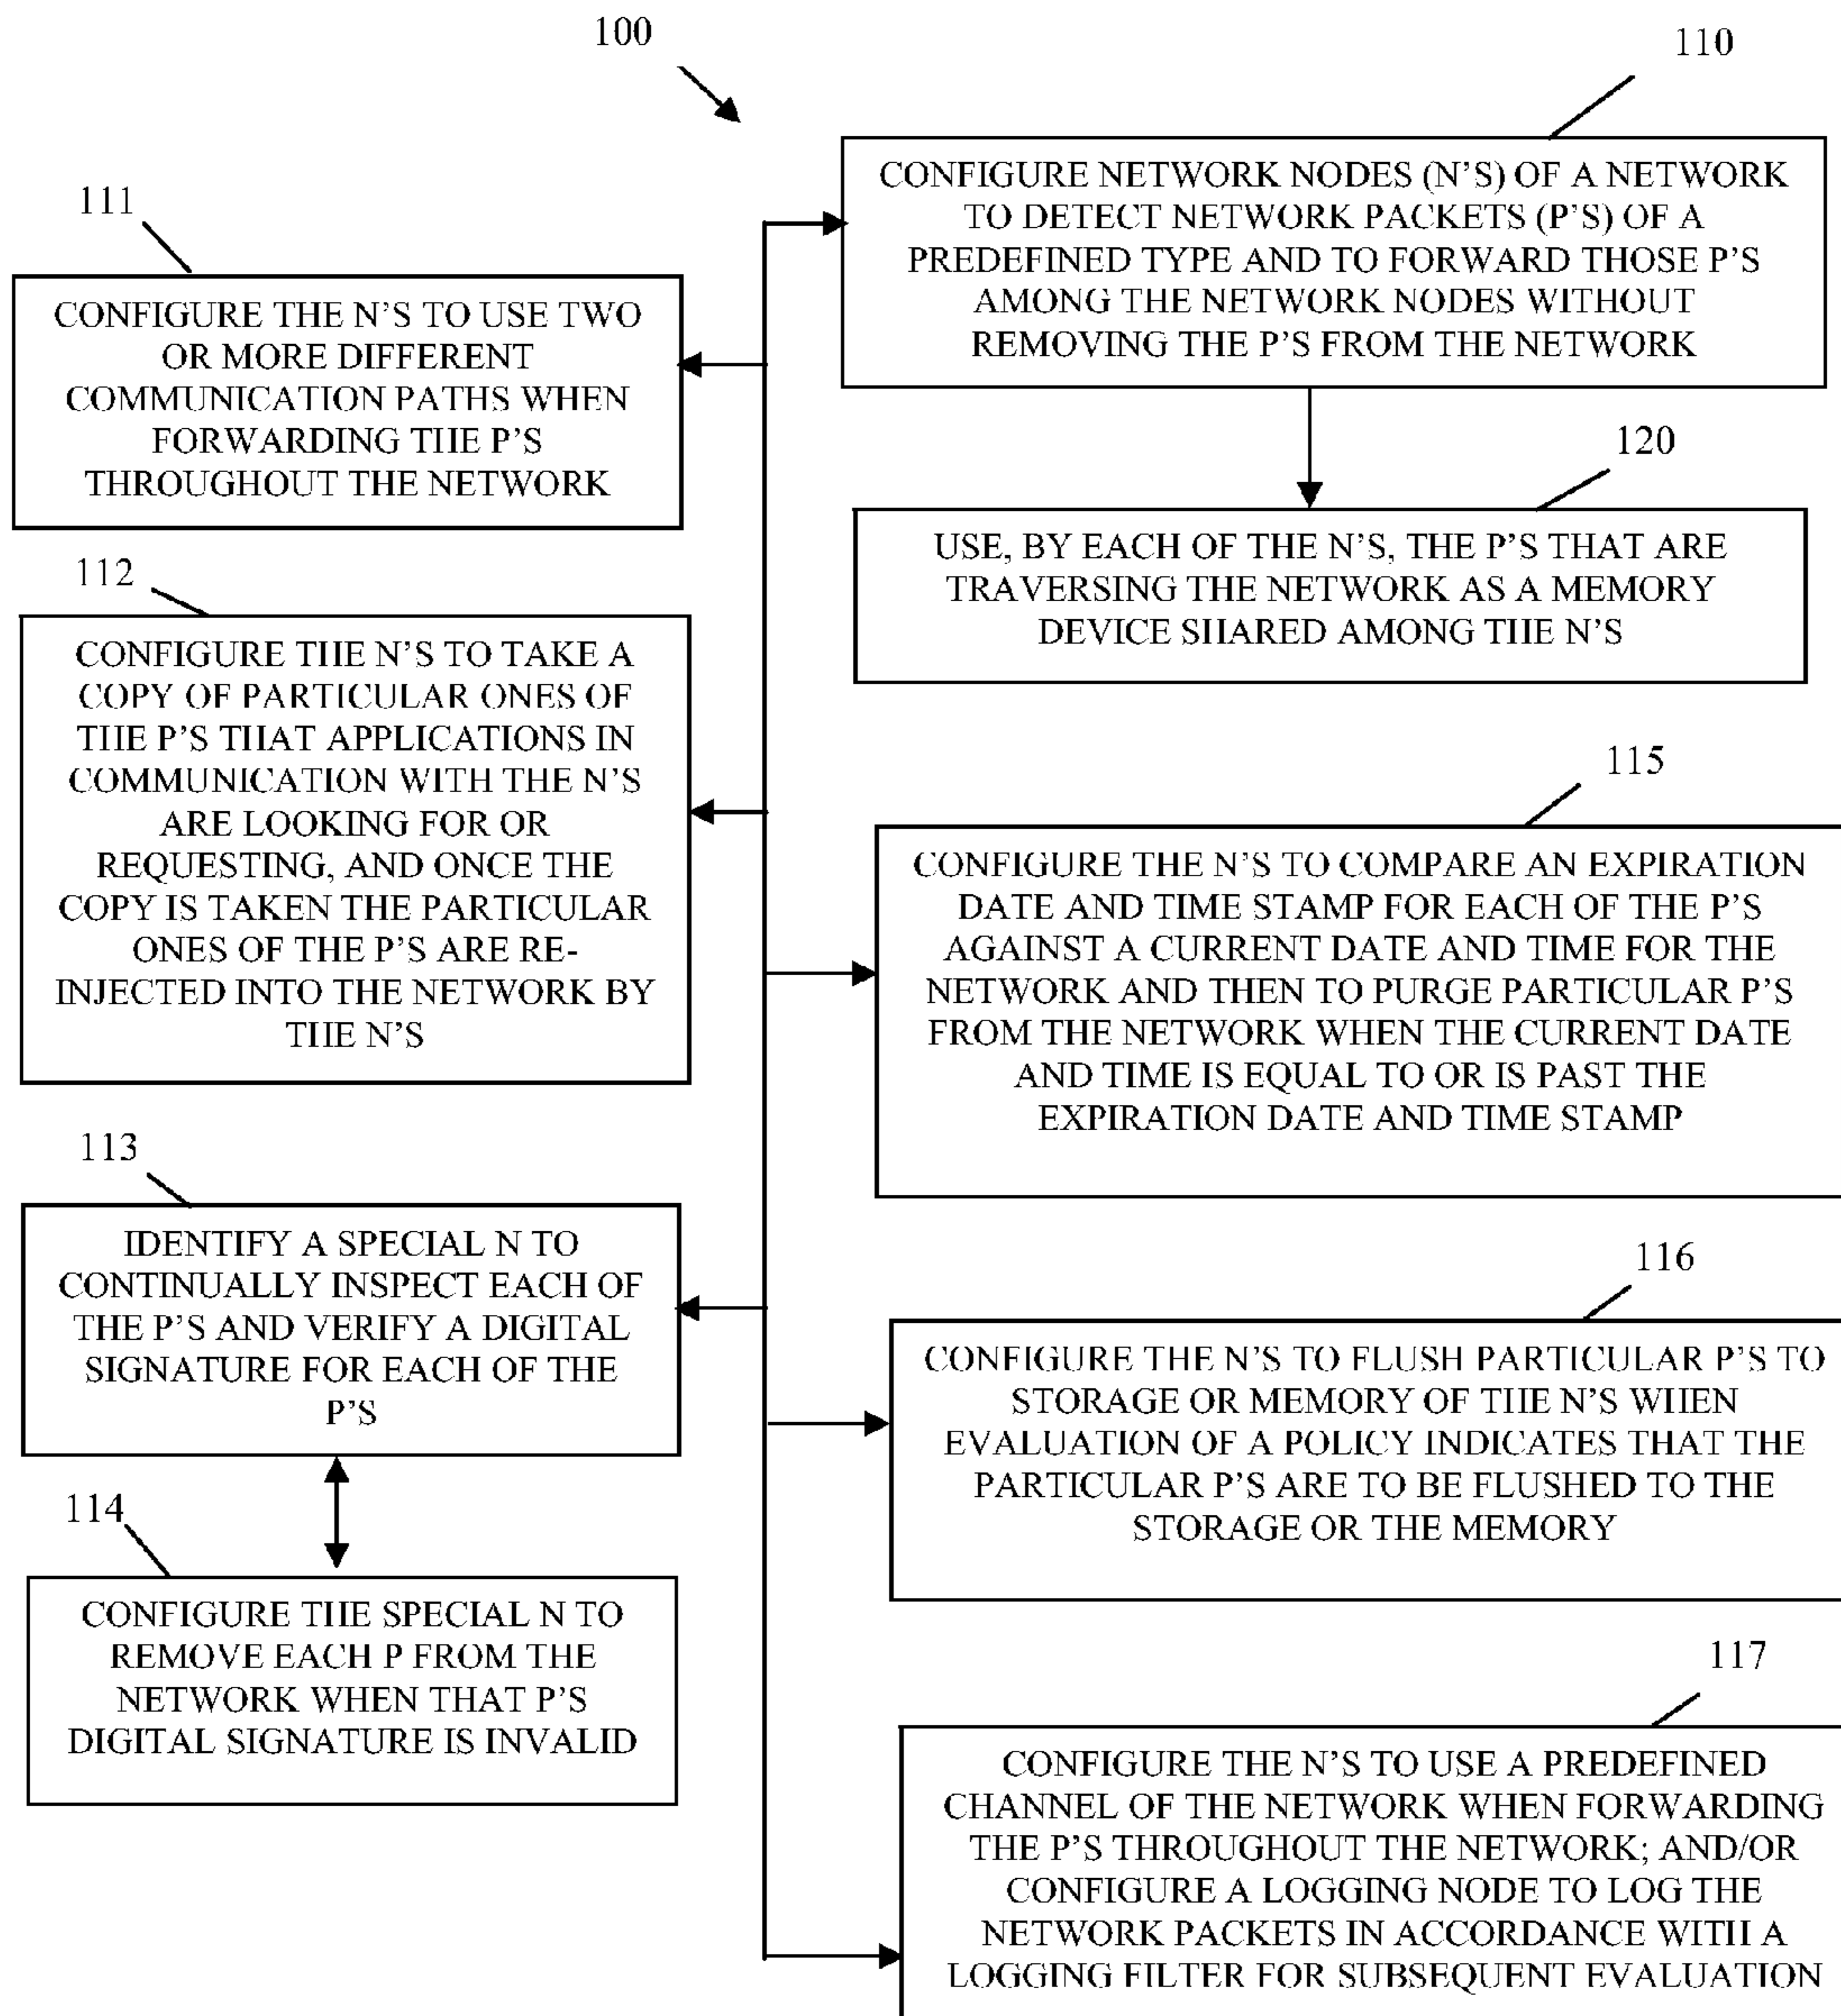 100
110
CONFIGURE NETWORK NODES (N'S) OF A NETWORK
TO DETECT NETWORK PACKETS (P'S) OF A
PREDEFINED TYPE AND TO FORWARD THOSE P'S
AMONG THE NETWORK NODES WITHOUT
REMOVING THE P'S FROM THE NETWORK
111
CONFIGURE THE N'S TO USE TWO
OR MORE DIFFERENT
COMMUNICATION PATHS WHEN
FORWARDING THE P'S
THROUGHOUT THE NETWORK
120
USE, BY EACH OF THE N'S, THE P'S THAT ARE
TRAVERSING THE NETWORK AS A MEMORY
DEVICE SHARED AMONG THE N'S
112
CONFIGURE THE N'S TO TAKE A
COPY OF PARTICULAR ONES OF
THE P'S THAT APPLICATIONS IN
COMMUNICATION WITH THE N'S
ARE LOOKING FOR OR
REQUESTING, AND ONCE THE
COPY IS TAKEN THE PARTICULAR
ONES OF THE P'S ARE RE-
INJECTED INTO THE NETWORK BY
THE N'S
115
CONFIGURE THE N'S TO COMPARE AN EXPIRATION
DATE AND TIME STAMP FOR EACH OF THE P'S
AGAINST A CURRENT DATE AND TIME FOR THE
NETWORK AND THEN TO PURGE PARTICULAR P'S
FROM THE NETWORK WHEN THE CURRENT DATE
AND TIME IS EQUAL TO OR IS PAST THE
EXPIRATION DATE AND TIME STAMP
113
IDENTIFY A SPECIAL N TO
CONTINUALLY INSPECT EACH OF
THE P'S AND VERIFY A DIGITAL
SIGNATURE FOR EACH OF THE
P'S
116
CONFIGURE THE N'S TO FLUSH PARTICULAR P'S TO
STORAGE OR MEMORY OF THE N'S WHEN
EVALUATION OF A POLICY INDICATES THAT THE
PARTICULAR P'S ARE TO BE FLUSHED TO THE
STORAGE OR THE MEMORY
114
CONFIGURE THE SPECIAL N TO
REMOVE EACH P FROM THE
NETWORK WHEN THAT P'S
DIGITAL SIGNATURE IS INVALID
117
CONFIGURE THE N'S TO USE A PREDEFINED
CHANNEL OF THE NETWORK WHEN FORWARDING
THE P'S THROUGHOUT THE NETWORK; AND/OR
CONFIGURE A LOGGING NODE TO LOG THE
NETWORK PACKETS IN ACCORDANCE WITH A
LOGGING FILTER FOR SUBSEQUENT EVALUATION